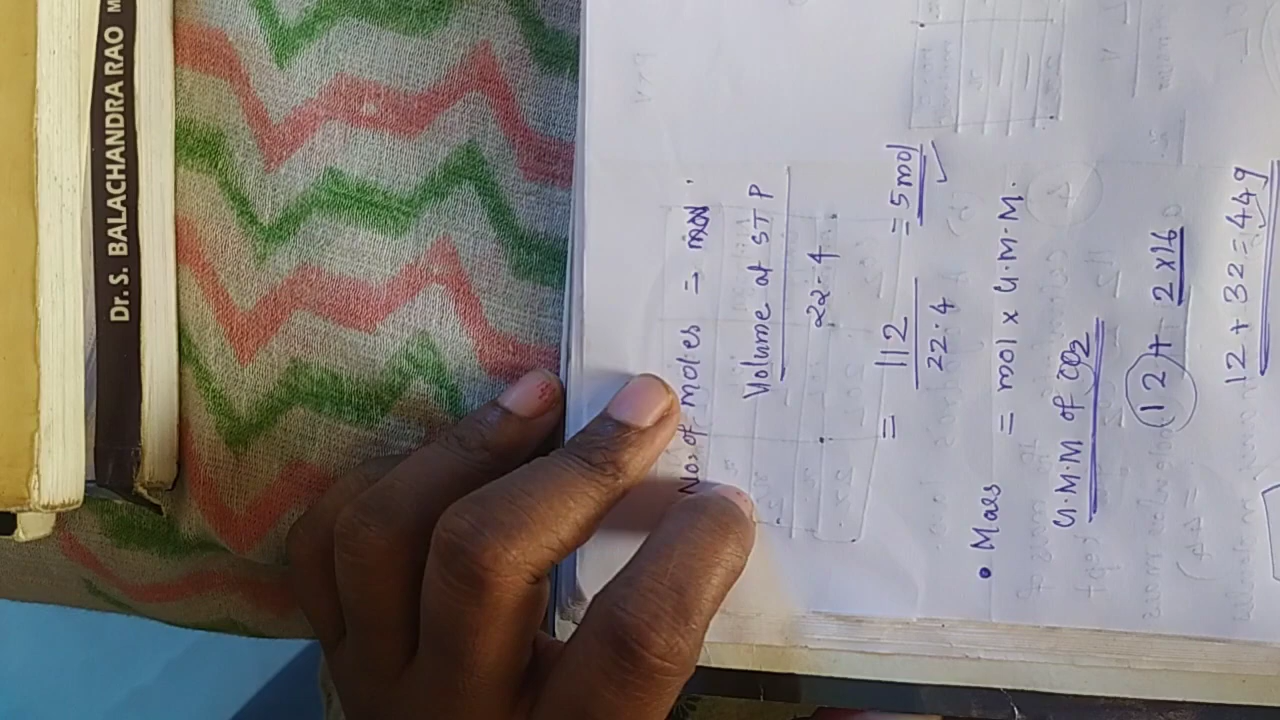 Dr. S. BALACHANDRA RAO M
No. of moles = mol.
Volume at STP
22.4
= 112 = 5 mol
22.4
• Mass = mol x G.M.M.
G.M.M of CO2
12 + 2x16
12 + 32 = 44g